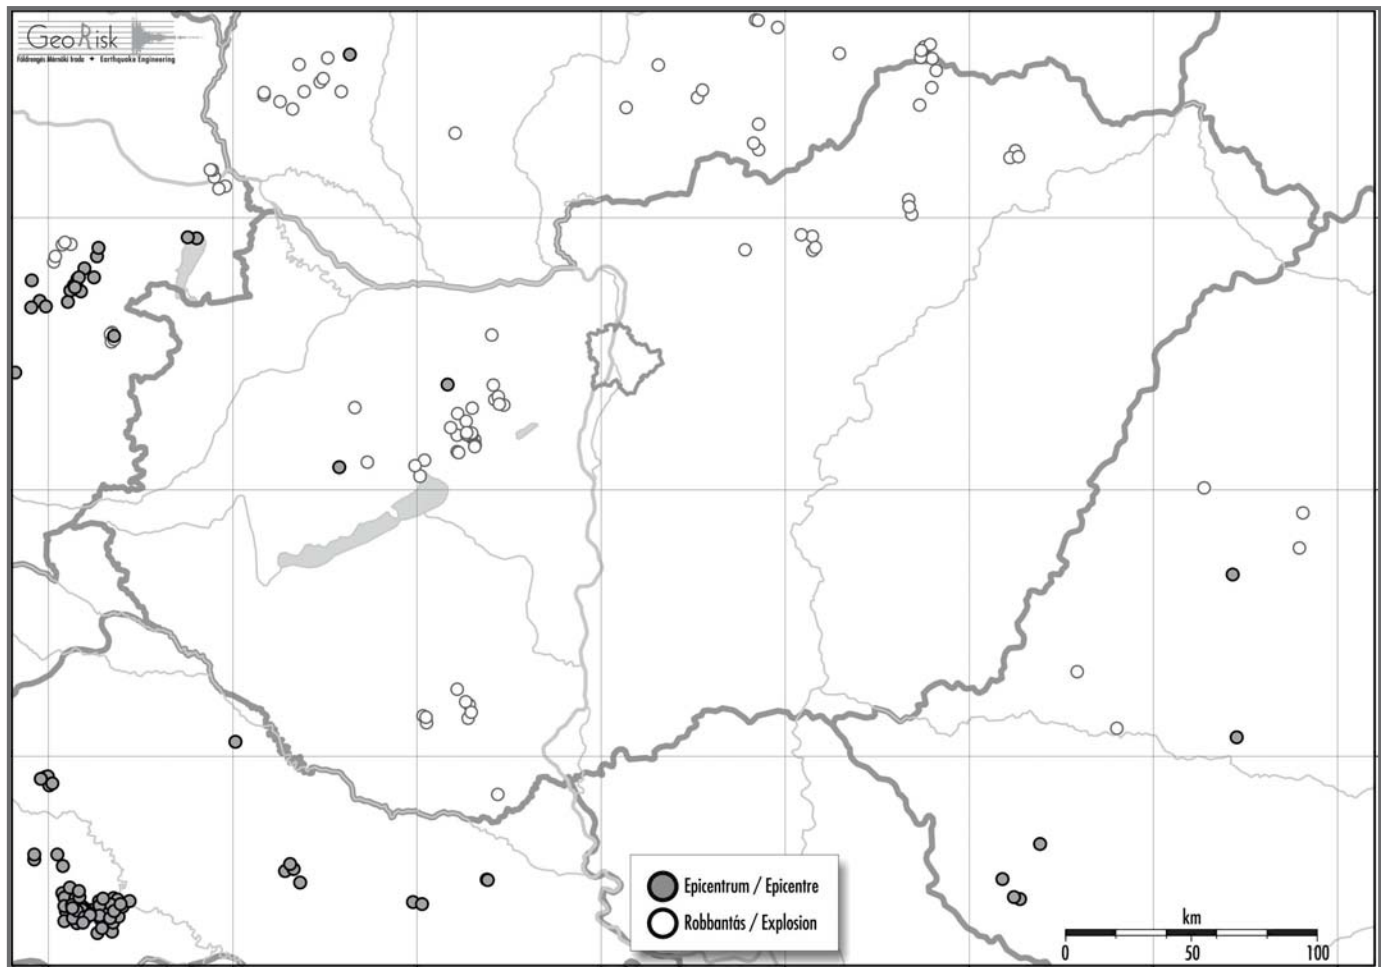 GeoRisk
Földrengés Mérnöki Iroda ✦ Earthquake Engineering
Epicentrum / Epicentre
Robbantás / Explosion
km
0 50 100